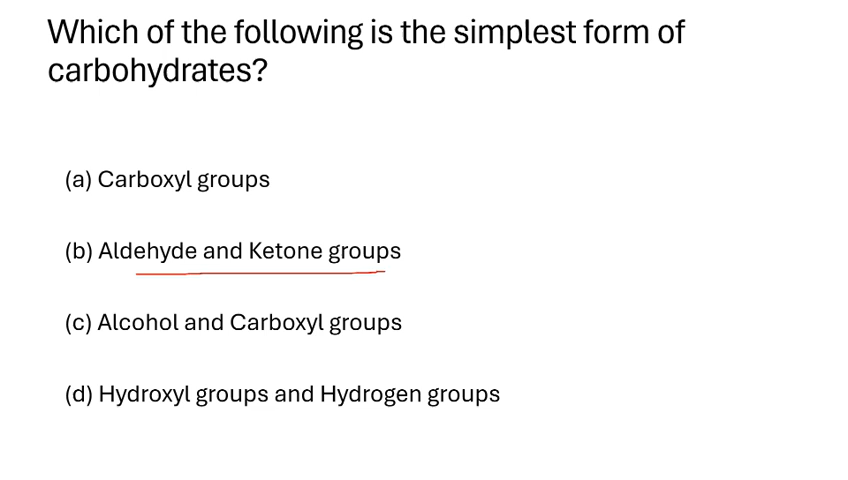 Which of the following is the simplest form of
carbohydrates?
(a) Carboxyl groups
(b) Aldehyde and Ketone groups
(c) Alcohol and Carboxyl groups
(d) Hydroxyl groups and Hydrogen groups